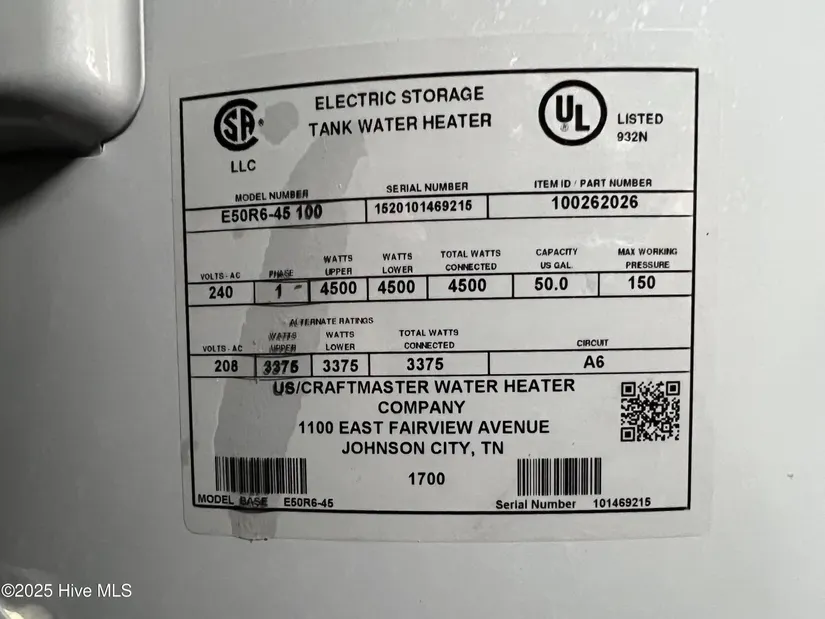 ELECTRIC STORAGE
TANK WATER HEATER
SA ®
LLC
UL ®
LISTED
932N
MODEL NUMBER SERIAL NUMBER ITEM ID / PART NUMBER
E50R6-45 100 1520101469215 100262026
VOLTS - AC PHASE WATTS UPPER WATTS LOWER TOTAL WATTS CONNECTED CAPACITY US GAL. MAX WORKING PRESSURE
240 1 4500 4500 4500 50.0 150
ALTERNATE RATINGS
VOLTS - AC WATTS UPPER WATTS LOWER TOTAL WATTS CONNECTED CIRCUIT
208 3375 3375 3375 A6
US/CRAFTMASTER WATER HEATER
COMPANY
1100 EAST FAIRVIEW AVENUE
JOHNSON CITY, TN
1700
MODEL BASE E50R6-45 Serial Number 101469215
©2025 Hive MLS